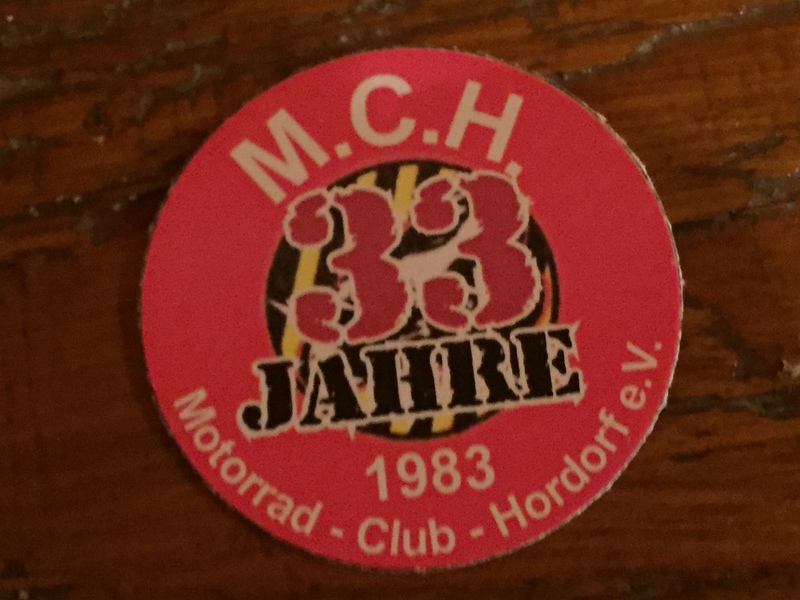 M.C.H.
33
JAHRE
1983
Motorrad - Club - Hordorf e.V.